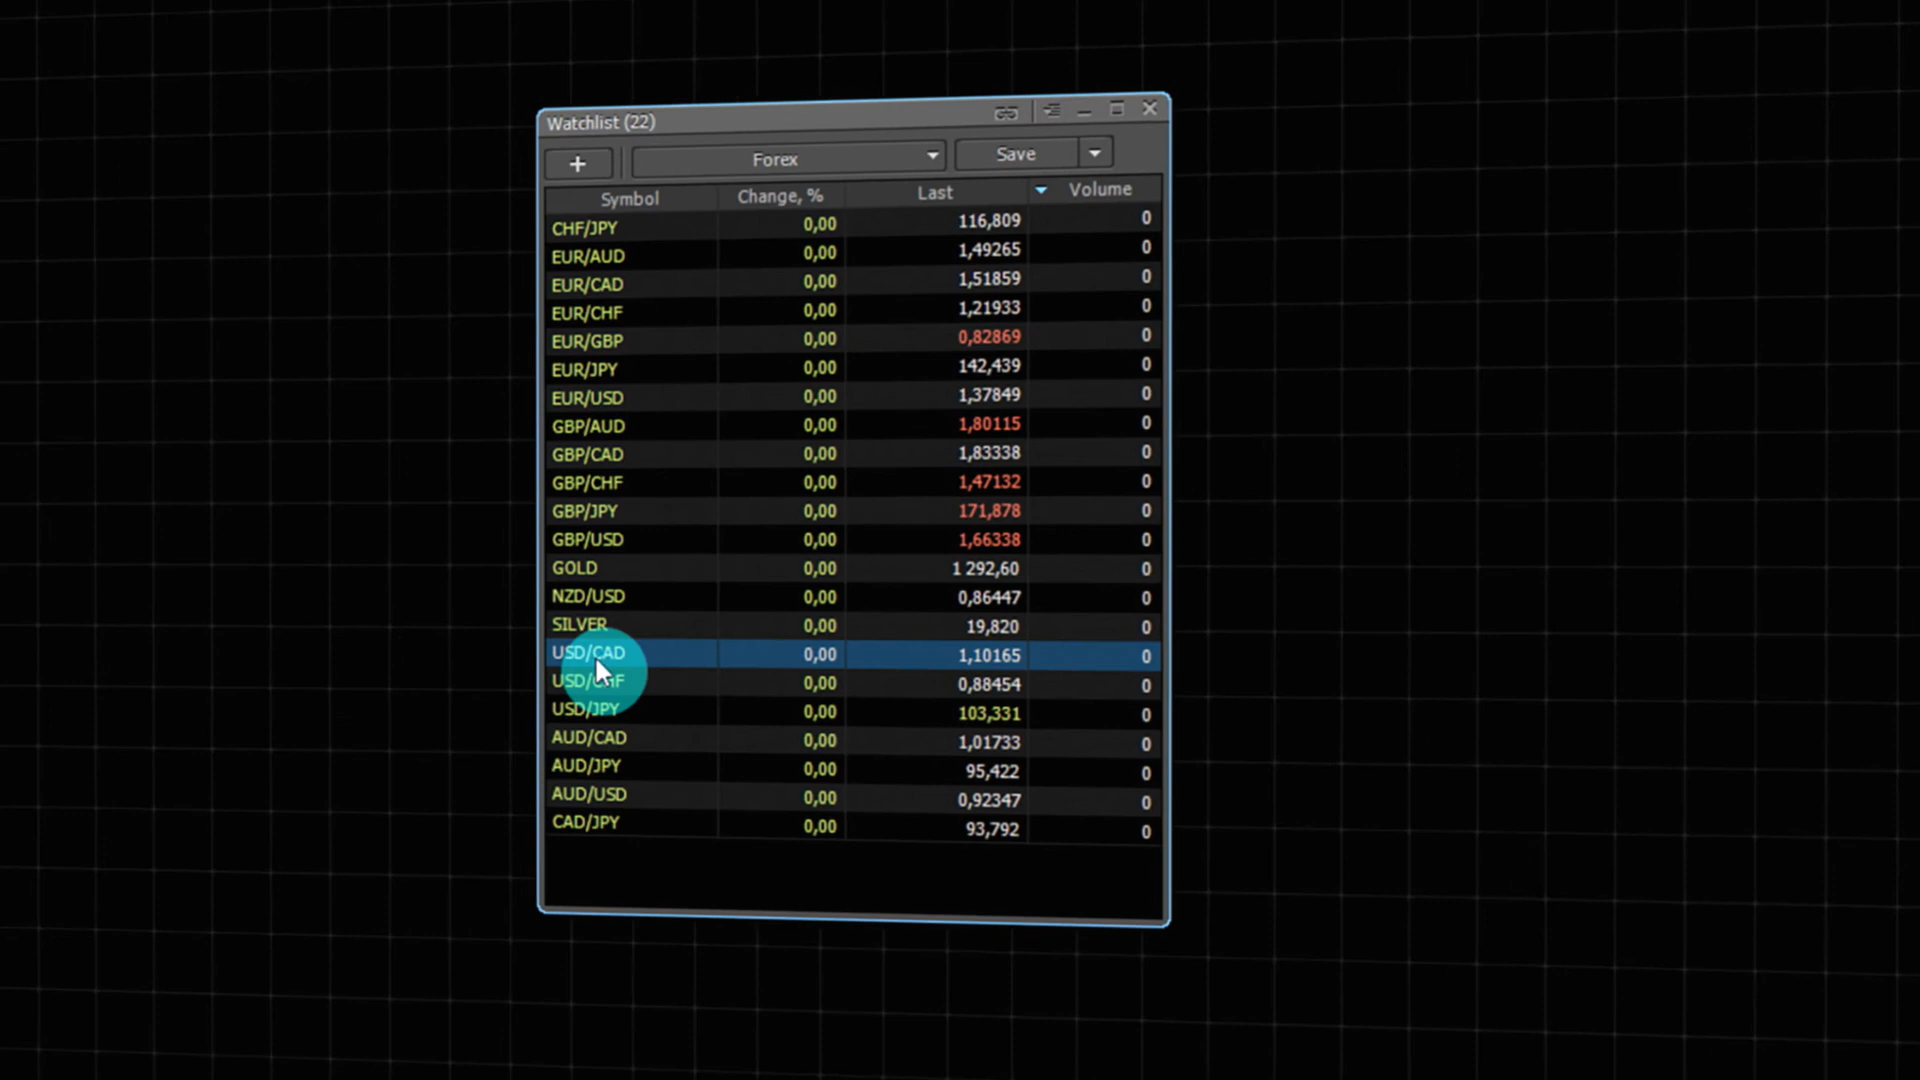 Watchlist (22)
+ Forex Save
Symbol Change, % Last Volume
CHF/JPY 0,00 116,809 0
EUR/AUD 0,00 1,49265 0
EUR/CAD 0,00 1,51859 0
EUR/CHF 0,00 1,21933 0
EUR/GBP 0,00 0,82869 0
EUR/JPY 0,00 142,439 0
EUR/USD 0,00 1,37849 0
GBP/AUD 0,00 1,80115 0
GBP/CAD 0,00 1,83338 0
GBP/CHF 0,00 1,47132 0
GBP/JPY 0,00 171,878 0
GBP/USD 0,00 1,66338 0
GOLD 0,00 1 292,60 0
NZD/USD 0,00 0,86447 0
SILVER 0,00 19,820 0
USD/CAD 0,00 1,10165 0
USD/CHF 0,00 0,88454 0
USD/JPY 0,00 103,331 0
AUD/CAD 0,00 1,01733 0
AUD/JPY 0,00 95,422 0
AUD/USD 0,00 0,92347 0
CAD/JPY 0,00 93,792 0